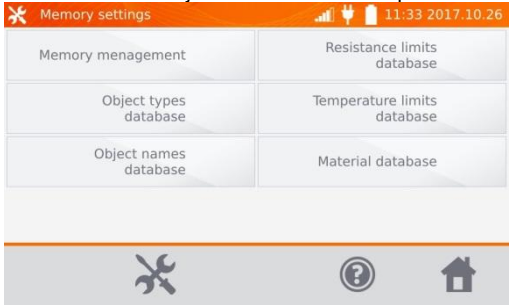 Memory settings
11:33 2017.10.26
Memory menagement
Resistance limits
database
Object types
database
Temperature limits
database
Object names
database
Material database
?